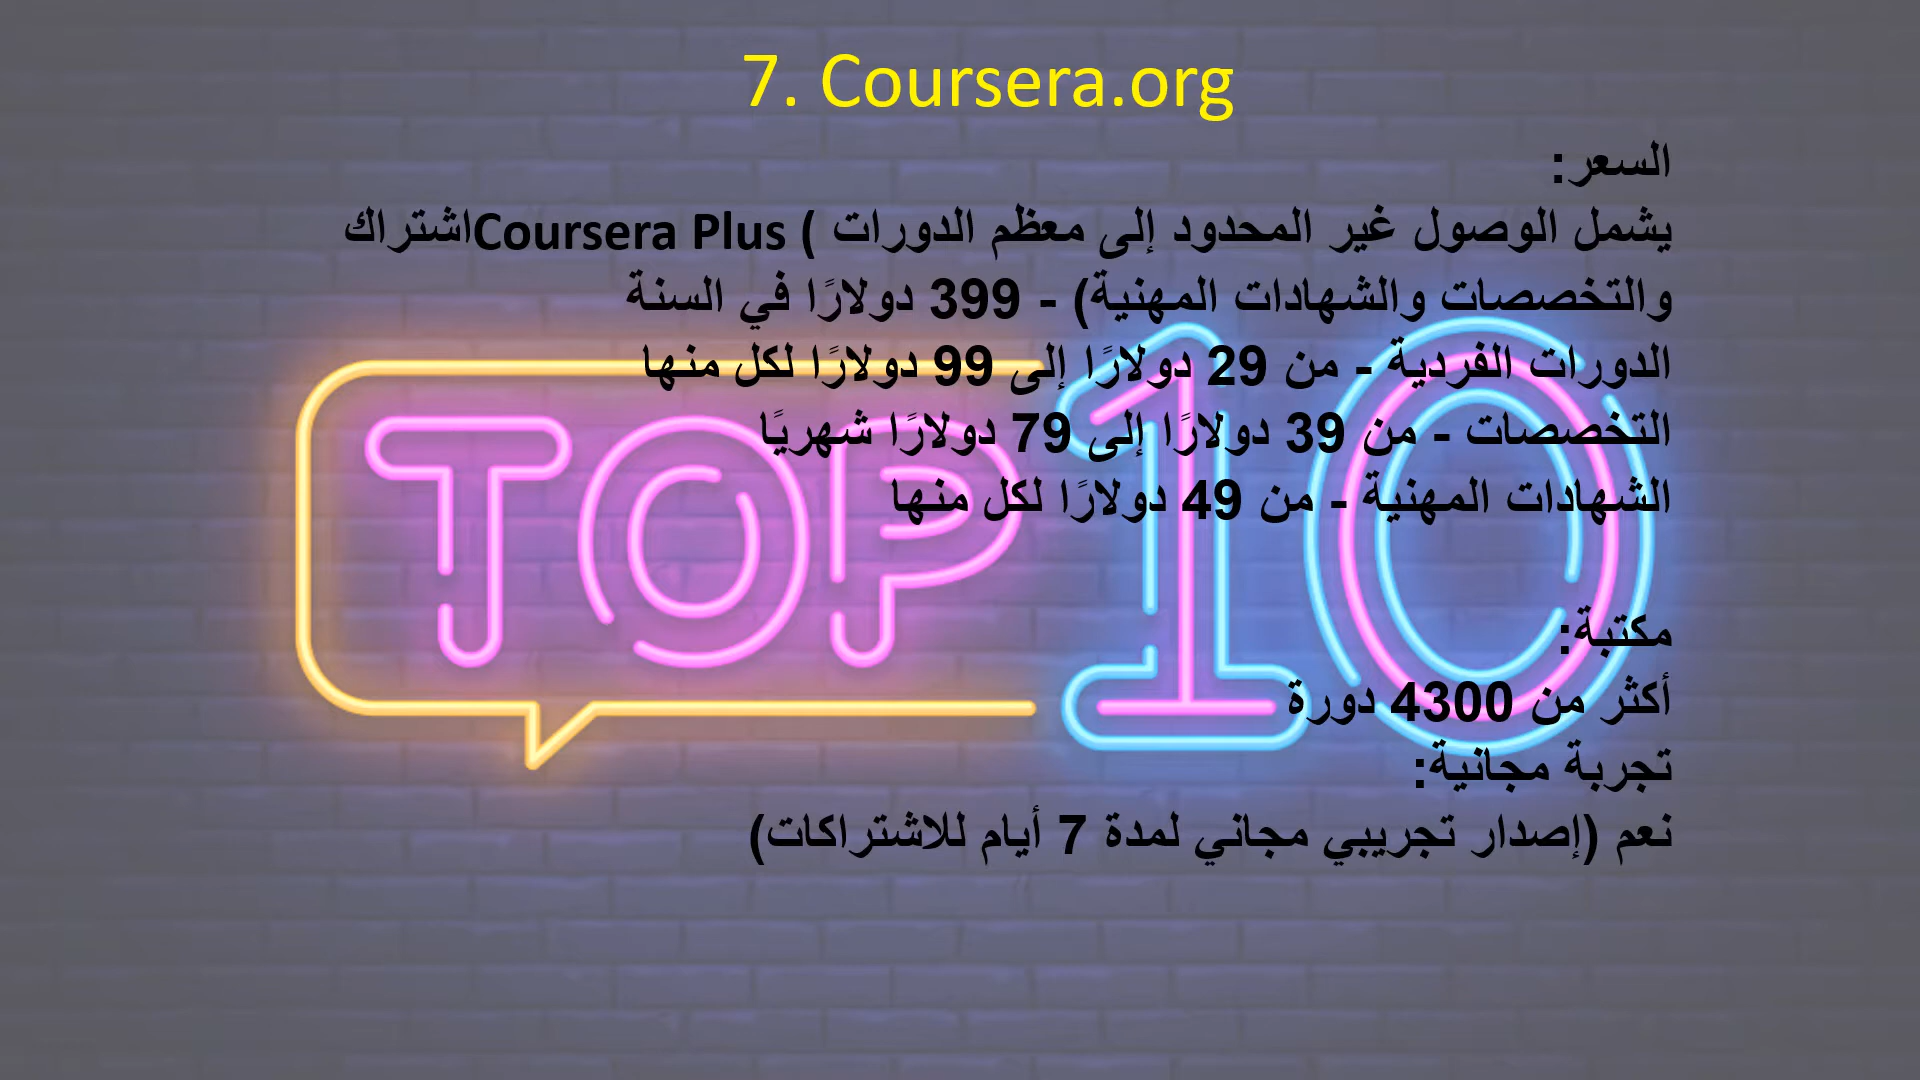 7. Coursera.org
السعر:
يشمل الوصول غير المحدود إلى معظم الدورات ) Coursera Plusاشتراك
والتخصصات والشهادات المهنية) - 399 دولارًا في السنة
الدورات الفردية - من 29 دولارًا إلى 99 دولارًا لكل منها
التخصصات - من 39 دولارًا إلى 79 دولارًا شهريًا
الشهادات المهنية - من 49 دولارًا لكل منها
TOP 10
مكتبة:
أكثر من 4300 دورة
تجربة مجانية:
نعم (إصدار تجريبي مجاني لمدة 7 أيام للاشتراكات)